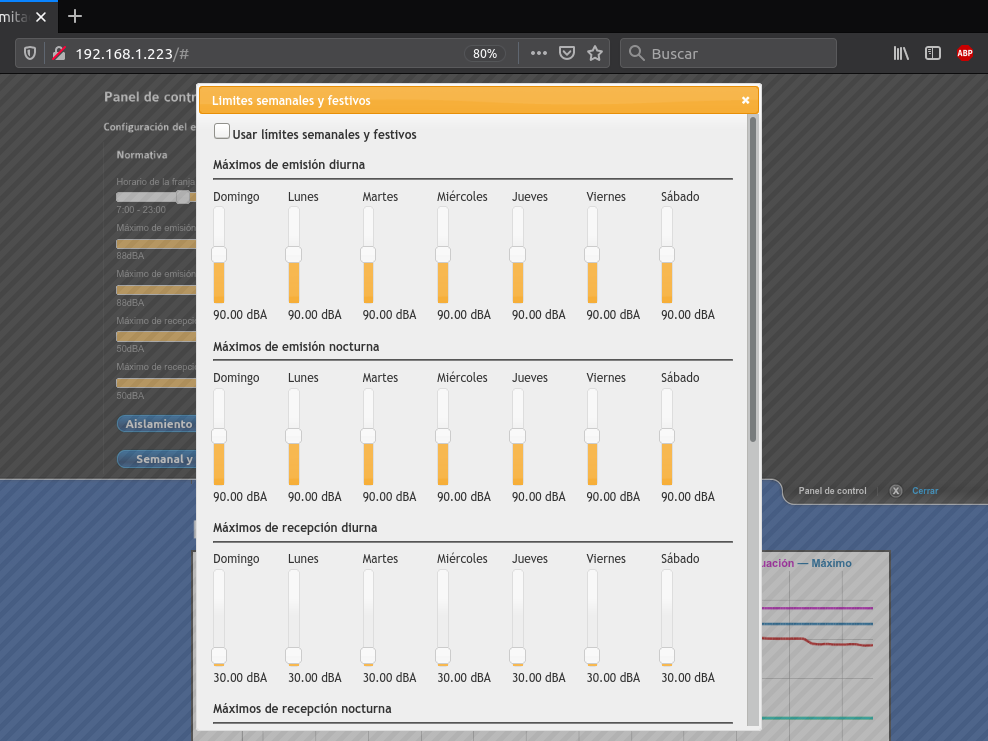 192.168.1.223/#
80%
Buscar
ABP
Panel de contr
Configuración del e
Normativa
Horario de la franja
7:00 - 23:00
Máximo de emisión
88dBA
Máximo de emisión
88dBA
Máximo de recepci
50dBA
Máximo de recepci
50dBA
Aislamiento
Semanal y
Límites semanales y festivos
Usar límites semanales y festivos
Máximos de emisión diurna
Domingo Lunes Martes Miércoles Jueves Viernes Sábado
90.00 dBA 90.00 dBA 90.00 dBA 90.00 dBA 90.00 dBA 90.00 dBA 90.00 dBA
Máximos de emisión nocturna
Domingo Lunes Martes Miércoles Jueves Viernes Sábado
90.00 dBA 90.00 dBA 90.00 dBA 90.00 dBA 90.00 dBA 90.00 dBA 90.00 dBA
Máximos de recepción diurna
Domingo Lunes Martes Miércoles Jueves Viernes Sábado
30.00 dBA 30.00 dBA 30.00 dBA 30.00 dBA 30.00 dBA 30.00 dBA 30.00 dBA
Máximos de recepción nocturna
Panel de control
X Cerrar
uación — Máximo